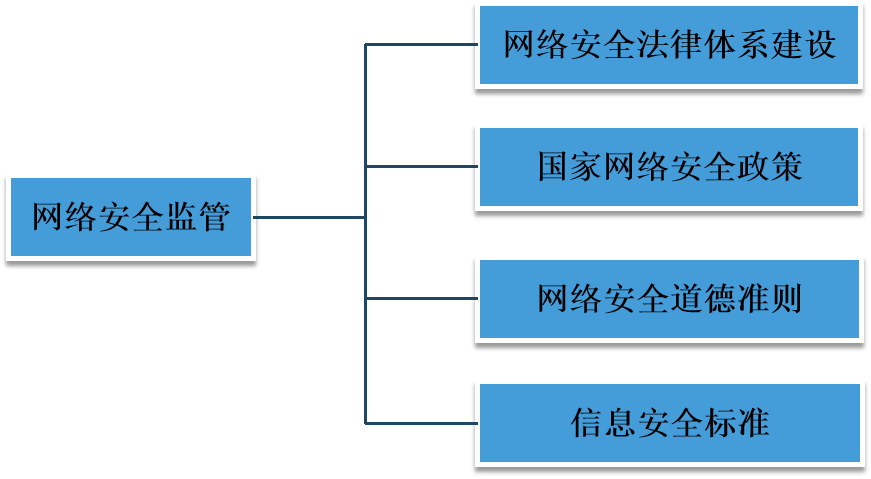 网络安全监管
网络安全法律体系建设
国家网络安全政策
网络安全道德准则
信息安全标准